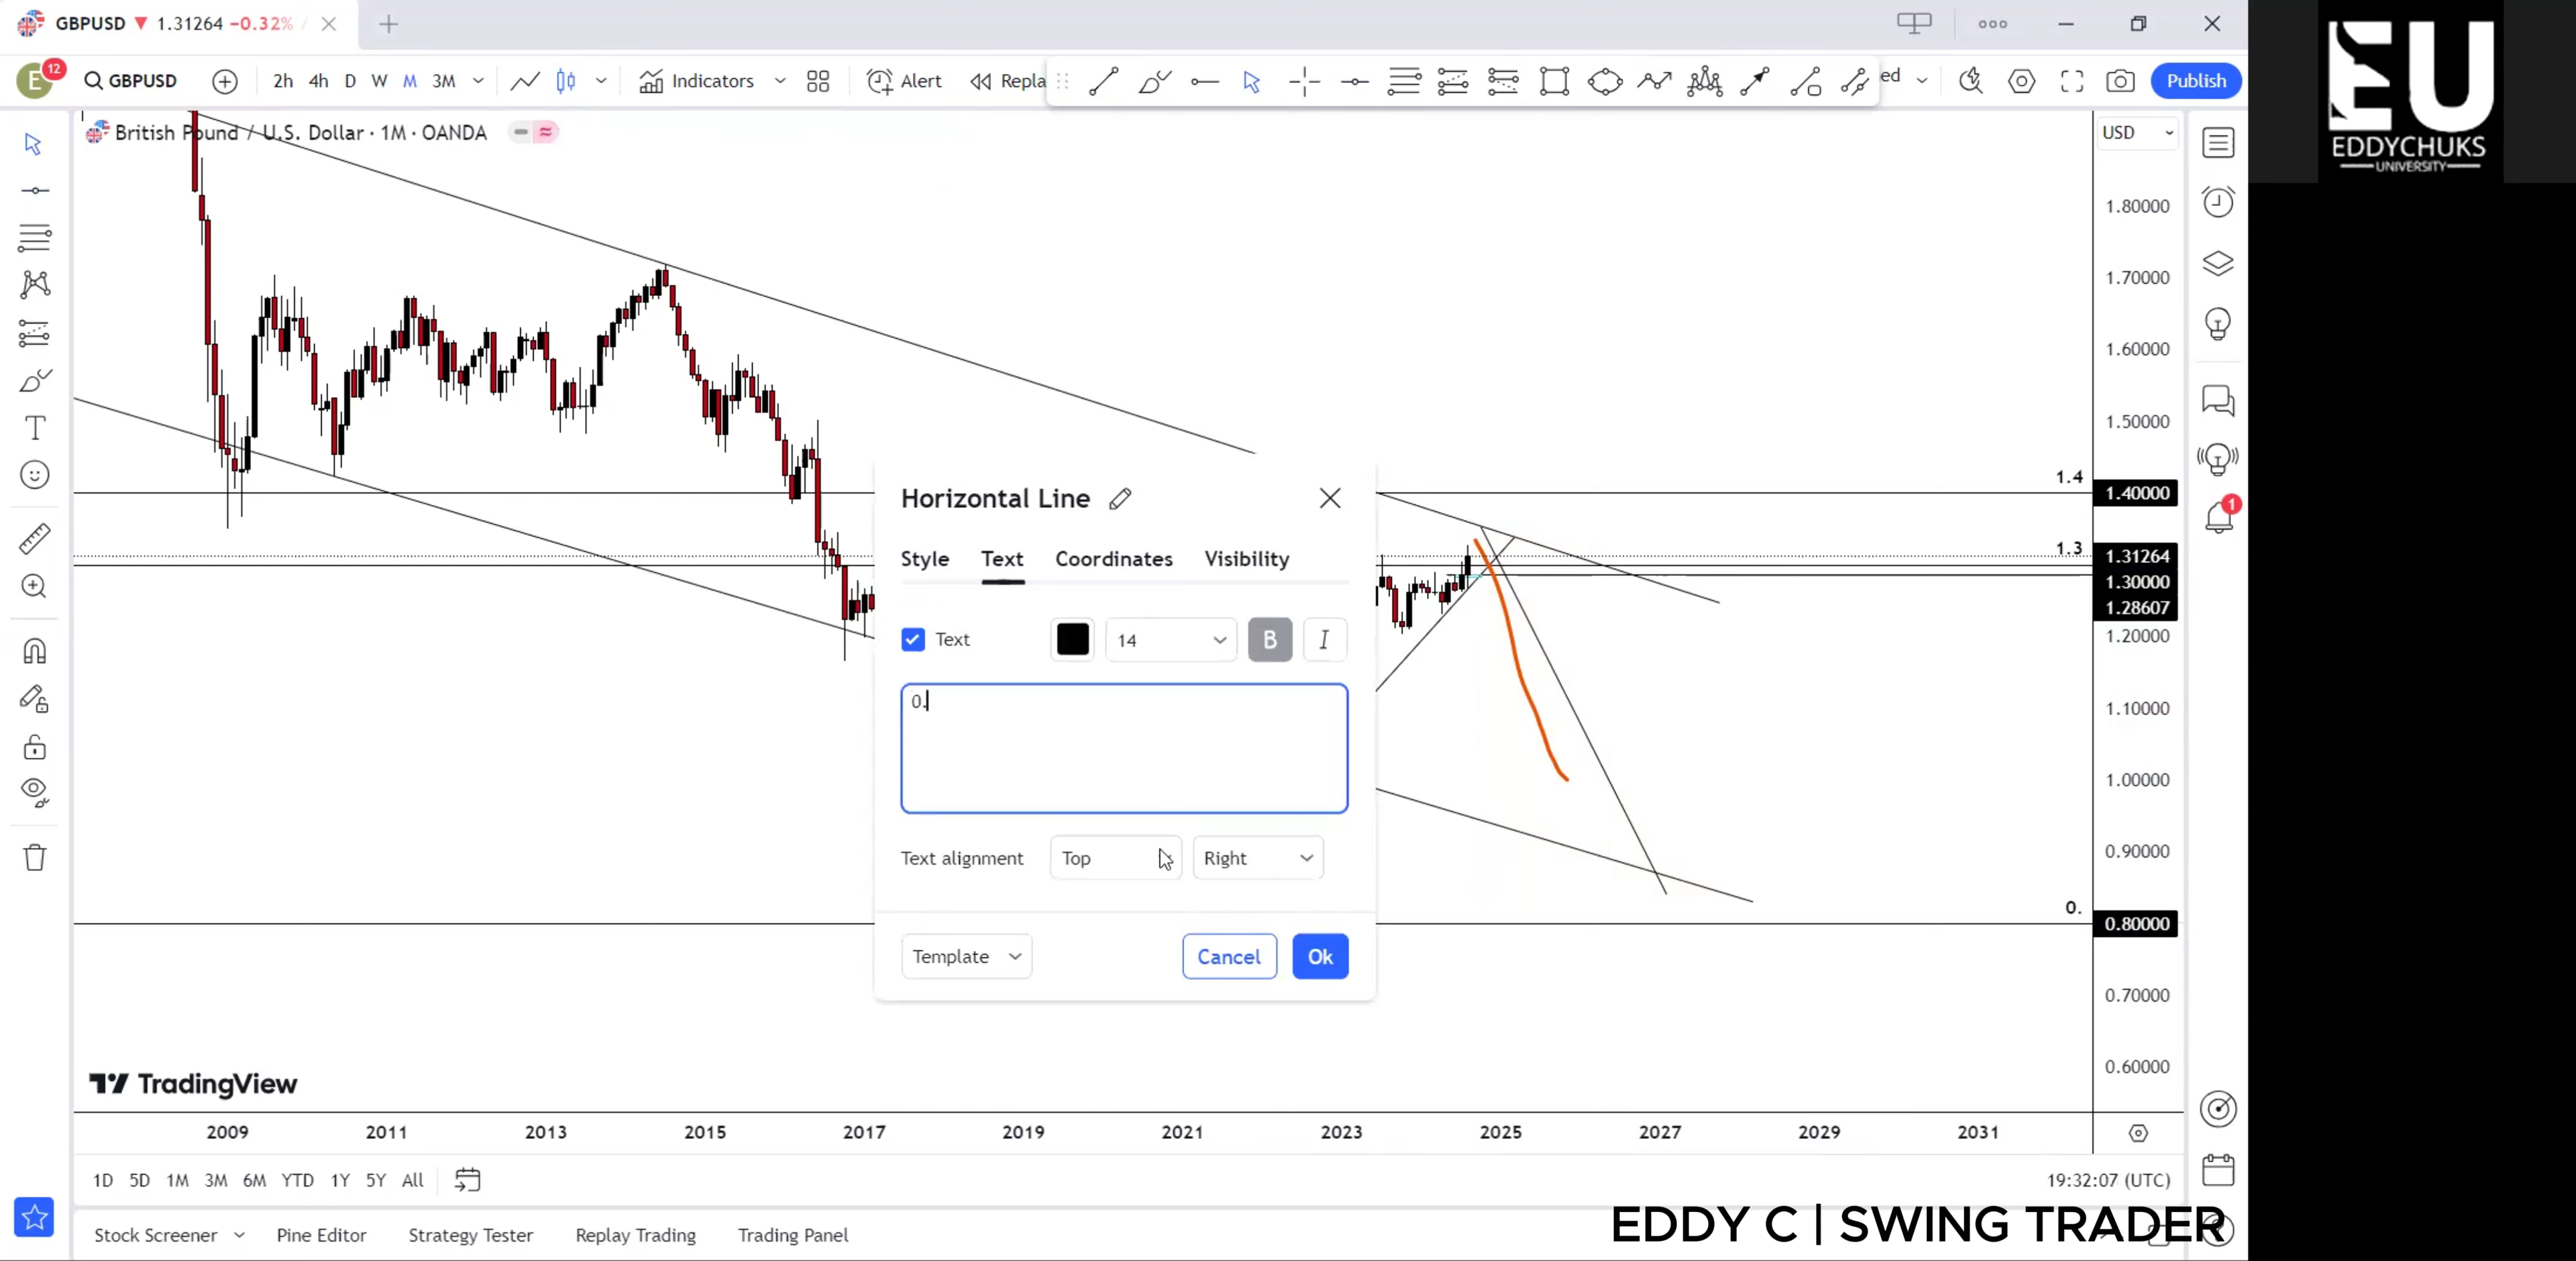 GBPUSD ▼ 1.31264 −0.32% /
E 12 GBPUSD 2h 4h D W M 3M Indicators Alert Repla ed Publish
British Pound / U.S. Dollar · 1M · OANDA
USD
EU
EDDYCHUKS
UNIVERSITY
1.80000
1.70000
1.60000
1.50000
1.4 1.40000
1.3 1.31264
1.30000
1.28607
1.20000
1.10000
1.00000
0.90000
0. 0.80000
0.70000
0.60000
1
Horizontal Line
Style Text Coordinates Visibility
Text 14 B I
0.
Text alignment Top Right
Template Cancel Ok
TradingView
2009 2011 2013 2015 2017 2019 2021 2023 2025 2027 2029 2031
1D 5D 1M 3M 6M YTD 1Y 5Y All 19:32:07 (UTC)
Stock Screener Pine Editor Strategy Tester Replay Trading Trading Panel
EDDY C | SWING TRADER